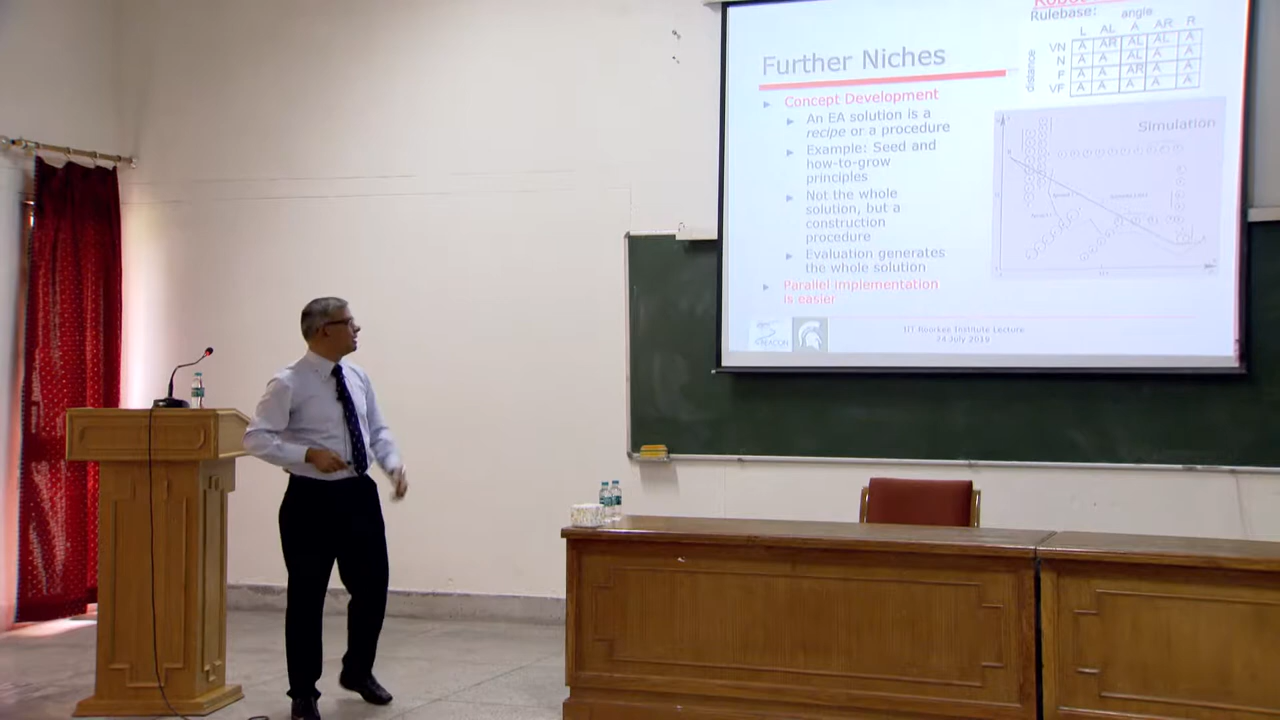 Rulebase: angle
L AL A AR R
VN A AR AL AL A
N A A AL A A
F A A AR A A
VF A A A A A
distance
Further Niches
Concept Development
An EA solution is a
recipe or a procedure
Example: Seed and
how-to-grow
principles
Not the whole
solution, but a
construction
procedure
Evaluation generates
the whole solution
Parallel implementation
is easier
Simulation
BEACON
IIT Roorkee Institute Lecture
24 July 2019